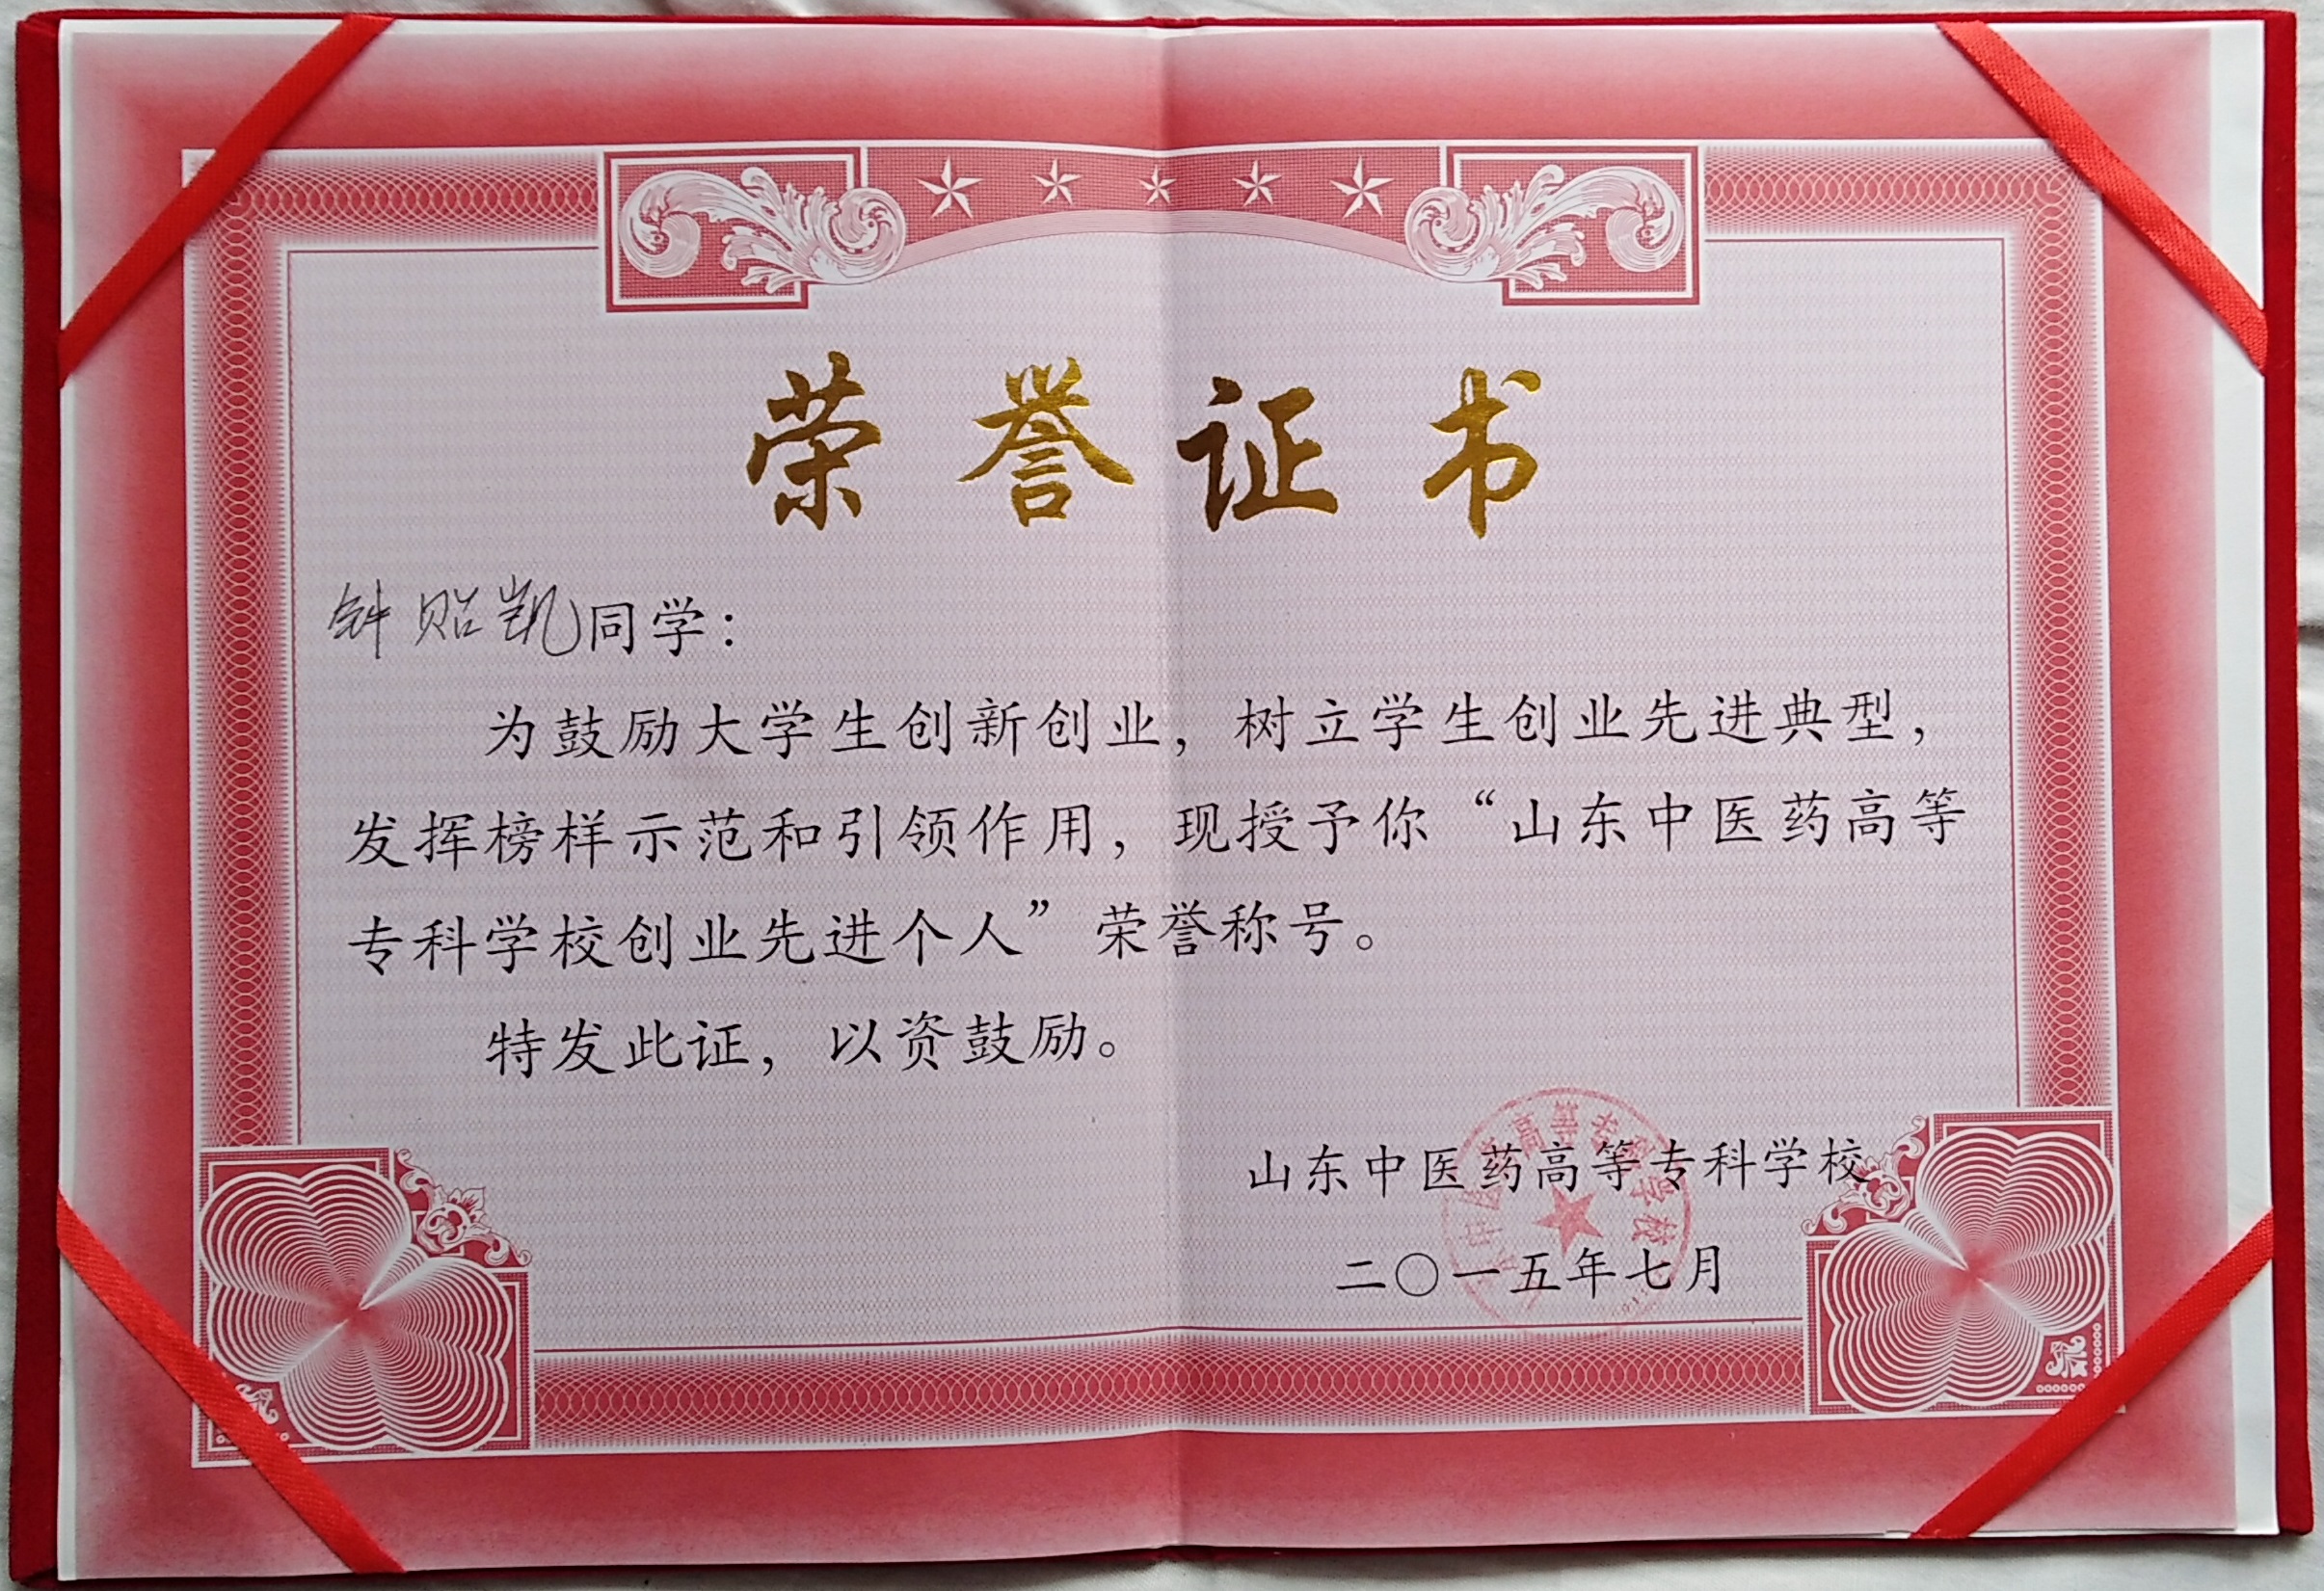 荣誉证书
钟贻凯同学：
为鼓励大学生创新创业，树立学生创业先进典型，
发挥榜样示范和引领作用，现授予你“山东中医药高等
专科学校创业先进个人”荣誉称号。
特发此证，以资鼓励。
山东中医药高等专科学校
二〇一五年七月